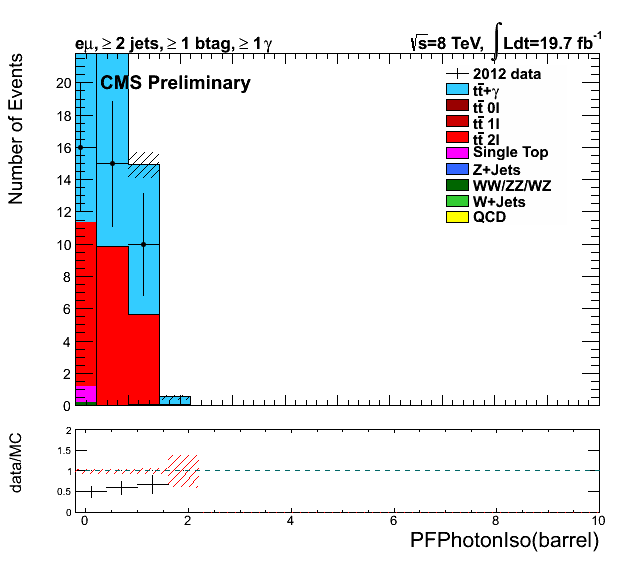 eμ, ≥ 2 jets, ≥ 1 btag, ≥ 1 γ
√s=8 TeV, ∫ Ldt=19.7 fb⁻¹
CMS Preliminary
Number of Events
20
18
16
14
12
10
8
6
4
2
0
2012 data
tt̄+γ
tt̄ 0l
tt̄ 1l
tt̄ 2l
Single Top
Z+Jets
WW/ZZ/WZ
W+Jets
QCD
data/MC
2
1.5
1
0.5
0
0 2 4 6 8 10
PFPhotonIso(barrel)